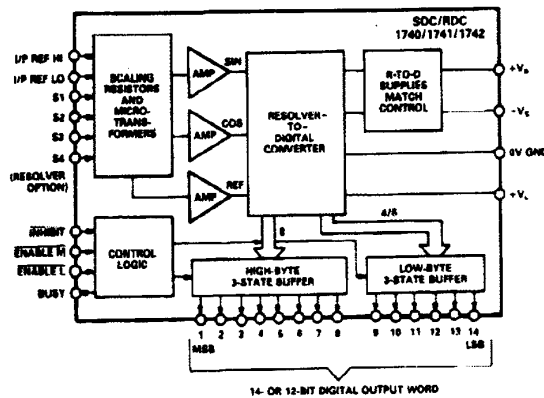 SDC/RDC
1740/1741/1742
I/P REF HI
I/P REF LO
S1
S2
S3
S4
(RESOLVER
OPTION)
SCALING
RESISTORS
AND
MICRO-
TRANS-
FORMERS
AMP
SIN
AMP
COS
AMP
REF
RESOLVER-
TO-
DIGITAL
CONVERTER
R-TO-D
SUPPLIES
MATCH
CONTROL
+VS
-VS
0V GND
+VL
INHIBIT
ENABLE M
ENABLE L
BUSY
CONTROL
LOGIC
8
4/6
HIGH-BYTE
3-STATE BUFFER
LOW-BYTE
3-STATE BUFFER
1 2 3 4 5 6 7 8 9 10 11 12 13 14
MSB
LSB
14- OR 12-BIT DIGITAL OUTPUT WORD